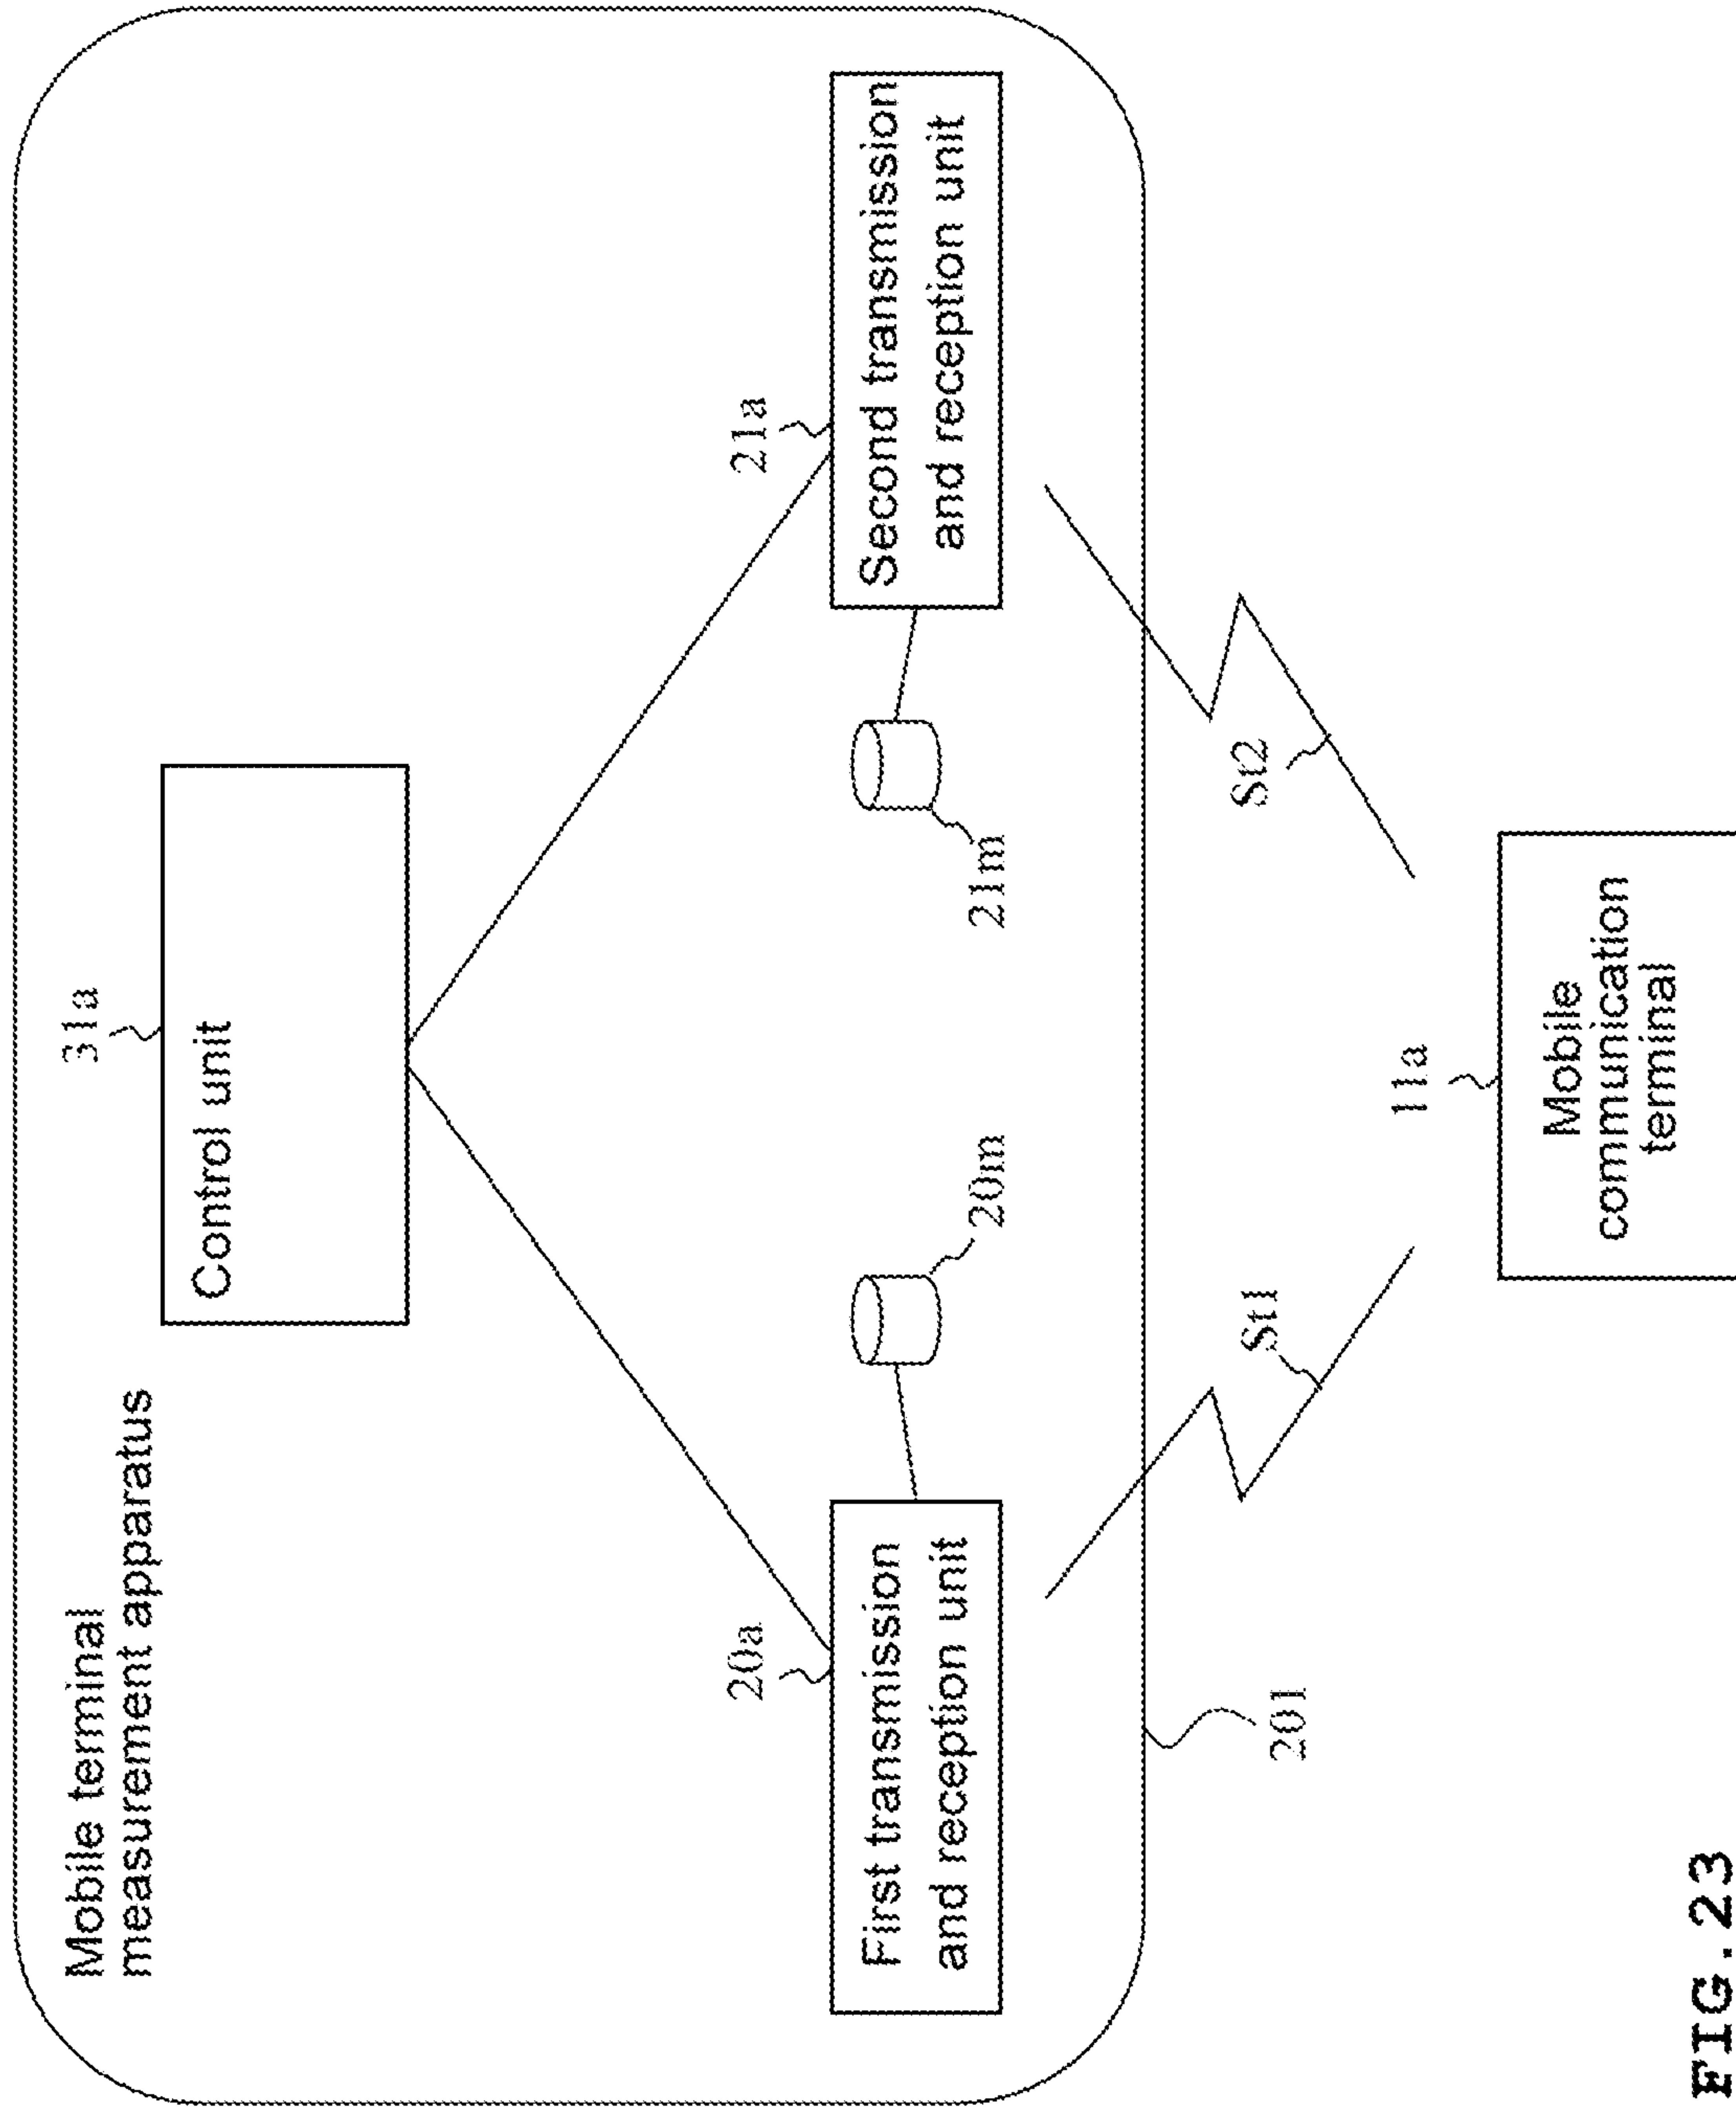 Mobile terminal
measurement apparatus
31a
Control unit
20a
21a
First transmission
and reception unit
20m
21m
Second transmission
and reception unit
201
St1
St2
11a
Mobile
communication
terminal
FIG. 23